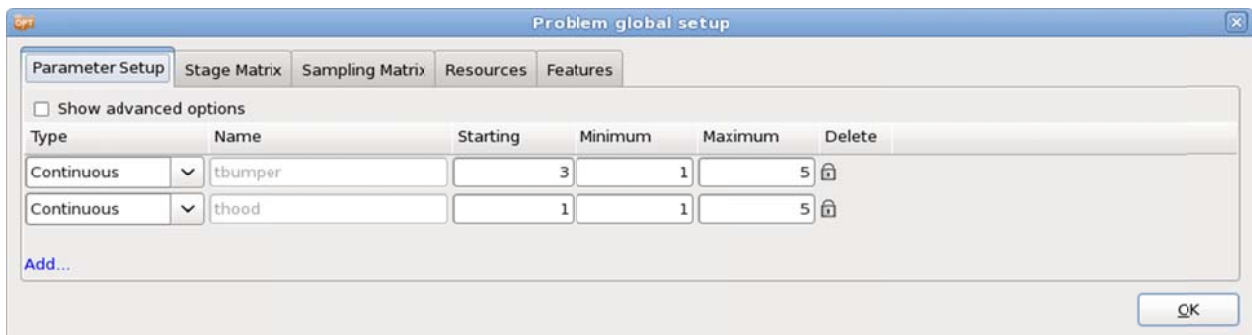 OPT Problem global setup
Parameter Setup Stage Matrix Sampling Matrix Resources Features
Show advanced options
Type Name Starting Minimum Maximum Delete
Continuous tbumper 3 1 5
Continuous thood 1 1 5
Add...
OK